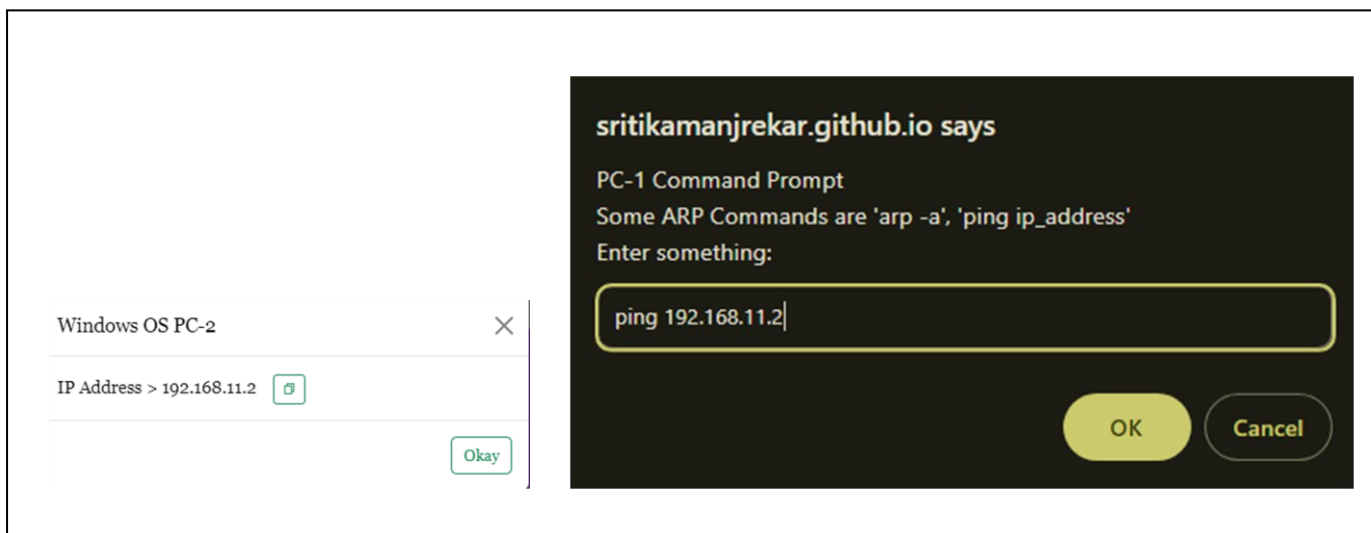 Windows OS PC-2
IP Address > 192.168.11.2
Okay
sritikamanjrekar.github.io says
PC-1 Command Prompt
Some ARP Commands are 'arp -a', 'ping ip_address'
Enter something:
ping 192.168.11.2
OK
Cancel